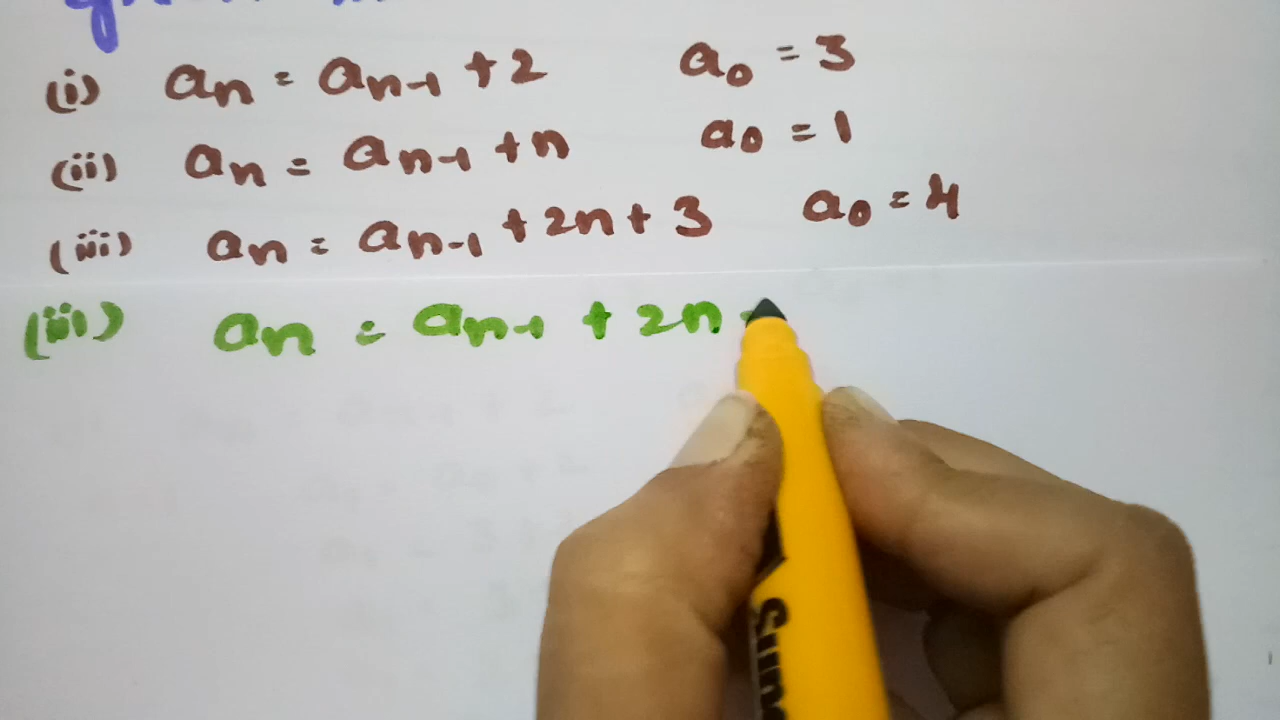 (i) an = an-1 + 2 a0 = 3
(ii) an = an-1 + n a0 = 1
(iii) an = an-1 + 2n + 3 a0 = 4
(iii) an = an-1 + 2n